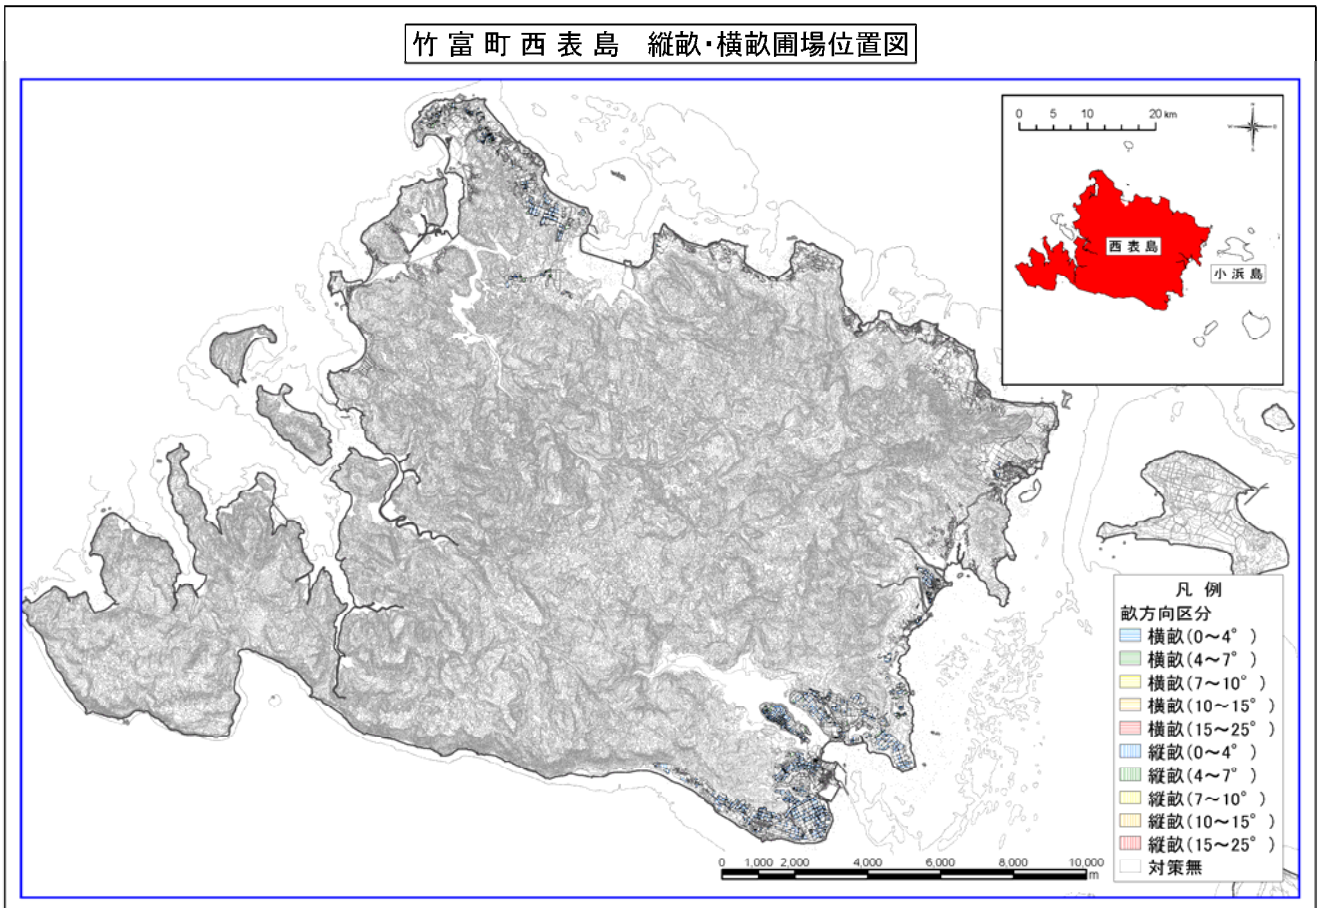 竹富町西表島 縦畝・横畝圃場位置図
0 5 10 20 km
西表島
小浜島
凡例
畝方向区分
横畝(0～4°)
横畝(4～7°)
横畝(7～10°)
横畝(10～15°)
横畝(15～25°)
縦畝(0～4°)
縦畝(4～7°)
縦畝(7～10°)
縦畝(10～15°)
縦畝(15～25°)
対策無
0 1,000 2,000 4,000 6,000 8,000 10,000
m